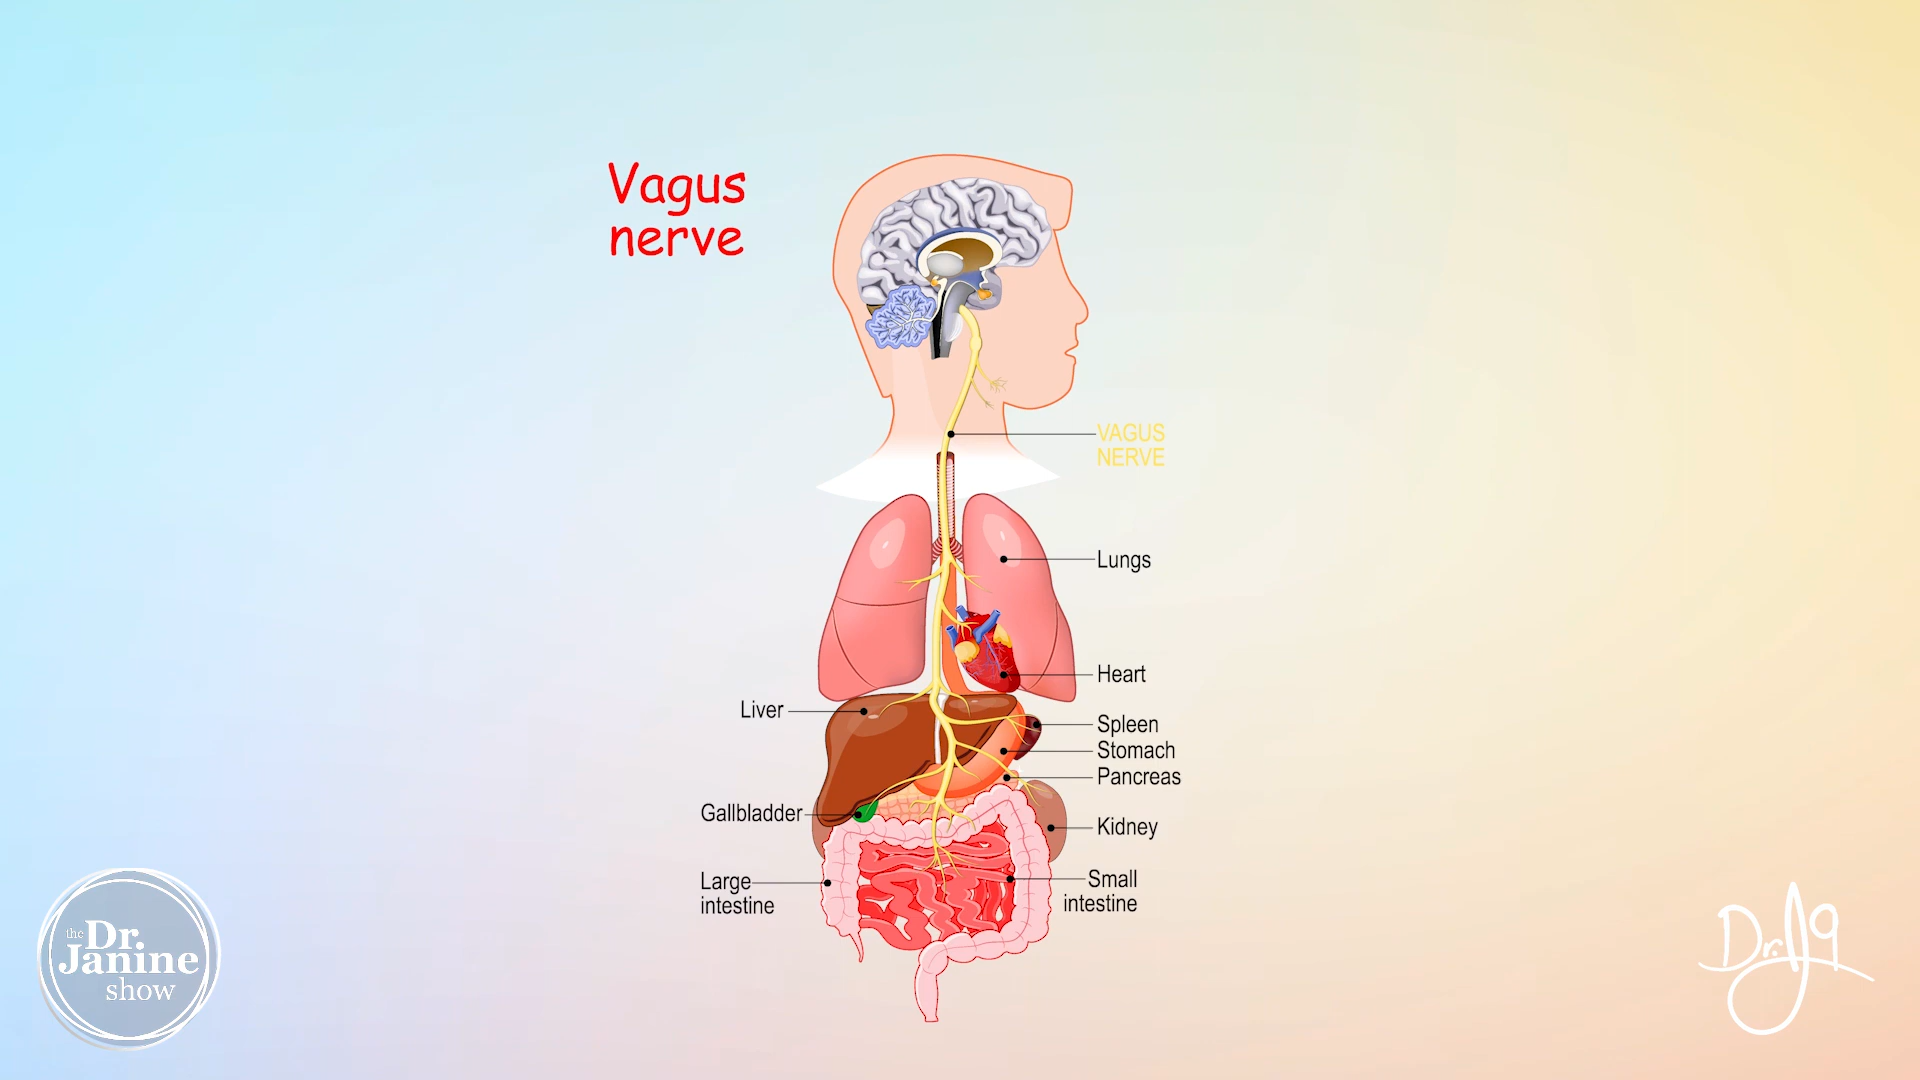 Vagus
nerve
VAGUS
NERVE
Lungs
Heart
Liver
Spleen
Stomach
Pancreas
Gallbladder
Kidney
Large
intestine
Small
intestine
the Dr.
Janine
show
Dr.